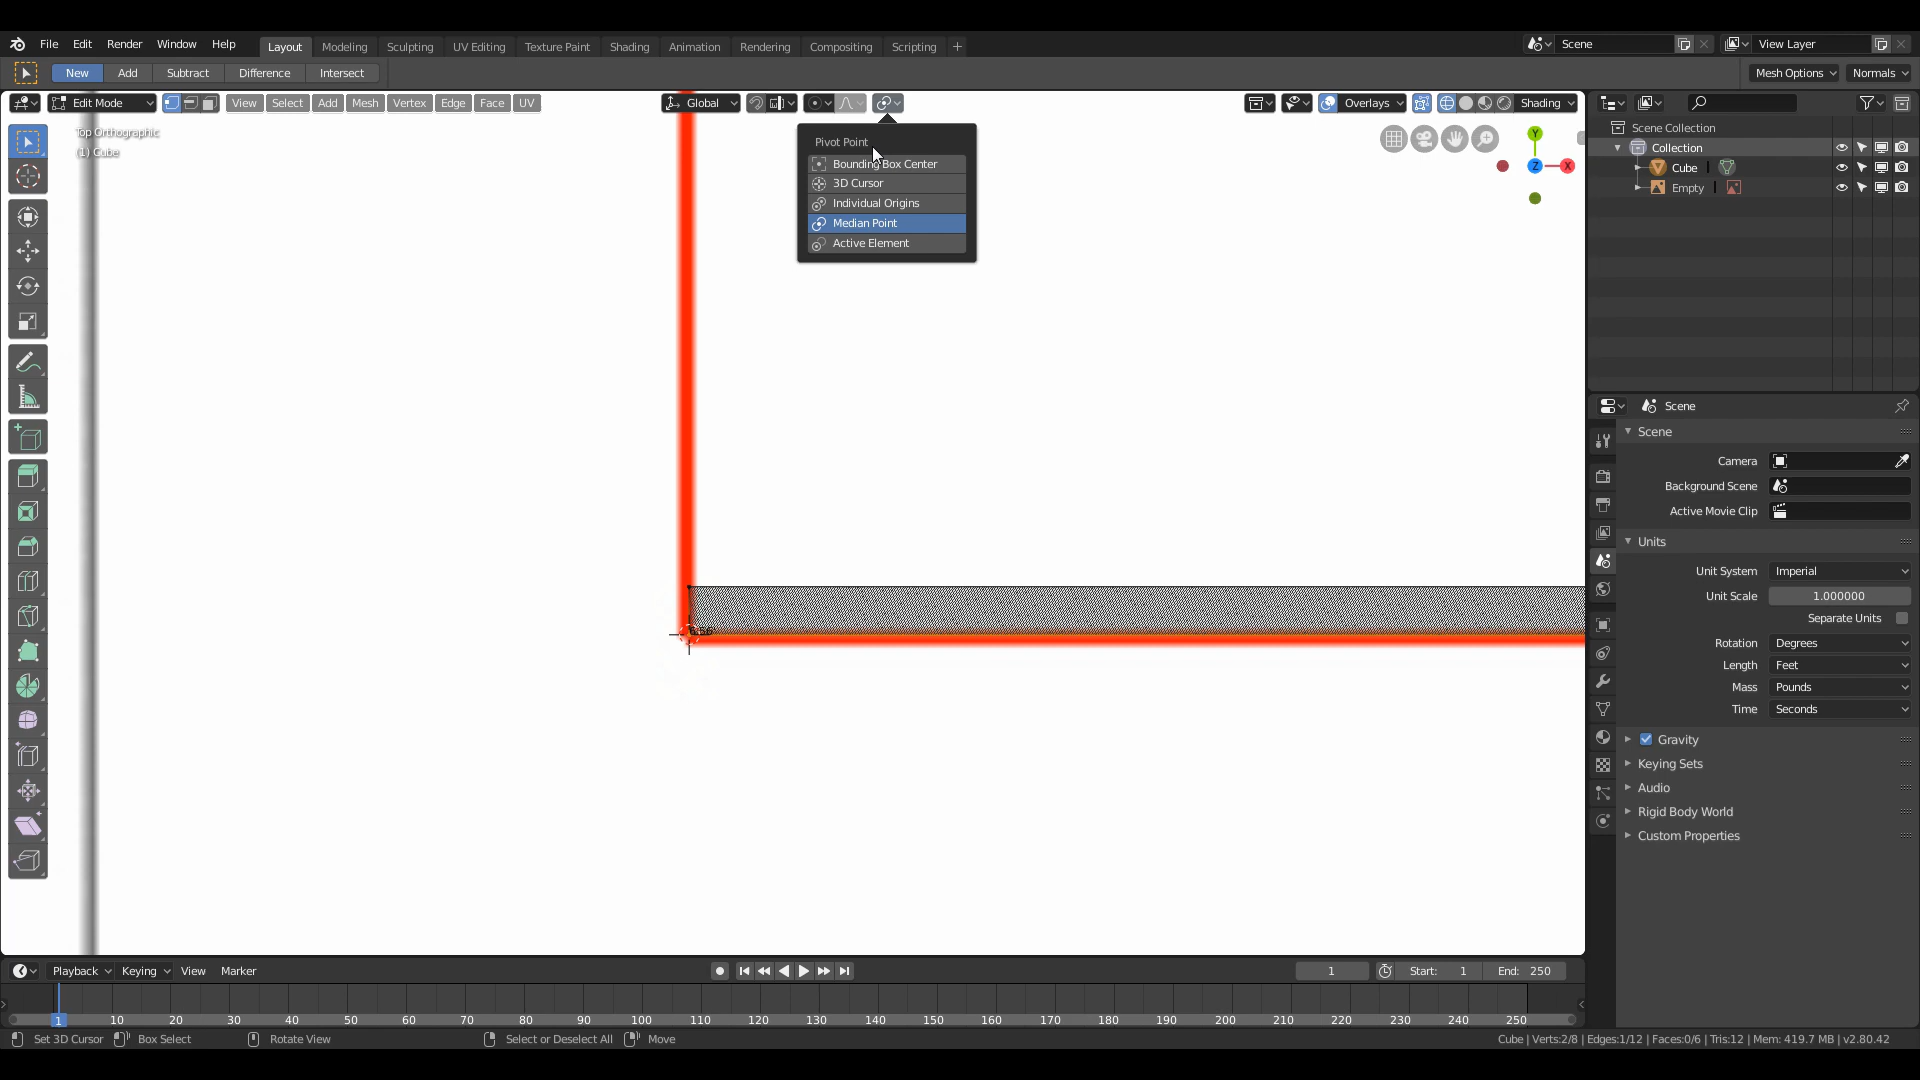 File Edit Render Window Help Layout Modeling Sculpting UV Editing Texture Paint Shading Animation Rendering Compositing Scripting + Scene View Layer
New Add Subtract Difference Intersect Mesh Options Normals
Edit Mode View Select Add Mesh Vertex Edge Face UV Global Overlays Shading
Top Orthographic
(1) Cube
Pivot Point
Bounding Box Center
3D Cursor
Individual Origins
Median Point
Active Element
Y
Z X
Scene Collection
Collection
Cube
Empty
Scene
Scene
Camera
Background Scene
Active Movie Clip
Units
Unit System Imperial
Unit Scale 1.000000
Separate Units
Rotation Degrees
Length Feet
Mass Pounds
Time Seconds
Gravity
Keying Sets
Audio
Rigid Body World
Custom Properties
Playback Keying View Marker 1 Start: 1 End: 250
1 10 20 30 40 50 60 70 80 90 100 110 120 130 140 150 160 170 180 190 200 210 220 230 240 250
Set 3D Cursor Box Select Rotate View Select or Deselect All Move Cube | Verts:2/8 | Edges:1/12 | Faces:0/6 | Tris:12 | Mem: 419.7 MB | v2.80.42